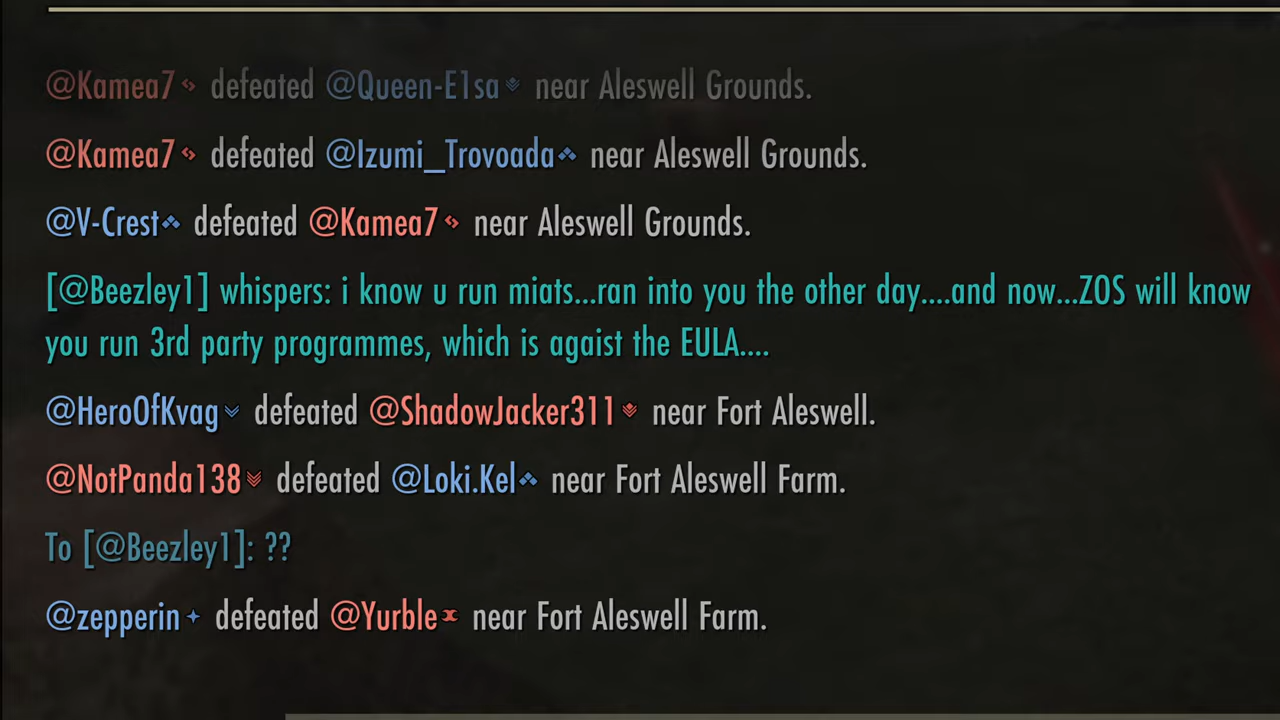 @Kamea7 defeated @Queen-E1sa near Aleswell Grounds.
@Kamea7 defeated @Izumi_Trovoada near Aleswell Grounds.
@V-Crest defeated @Kamea7 near Aleswell Grounds.
[@Beezley1] whispers: i know u run miats...ran into you the other day....and now...ZOS will know
you run 3rd party programmes, which is agaist the EULA....
@HeroOfKvag defeated @ShadowJacker311 near Fort Aleswell.
@NotPanda138 defeated @Loki.Kel near Fort Aleswell Farm.
To [@Beezley1]: ??
@zepperin defeated @Yurble near Fort Aleswell Farm.